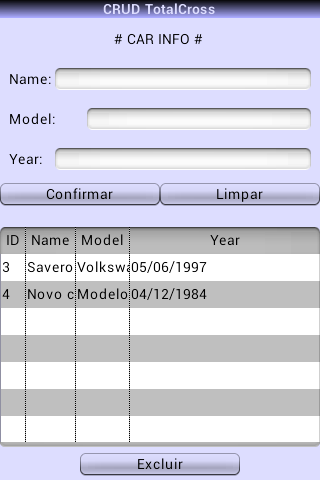 CRUD TotalCross
# CAR INFO #
Name:
Model:
Year:
Confirmar Limpar
ID Name Model Year
3 Savero Volkswa 05/06/1997
4 Novo c Modelo 04/12/1984
Excluir